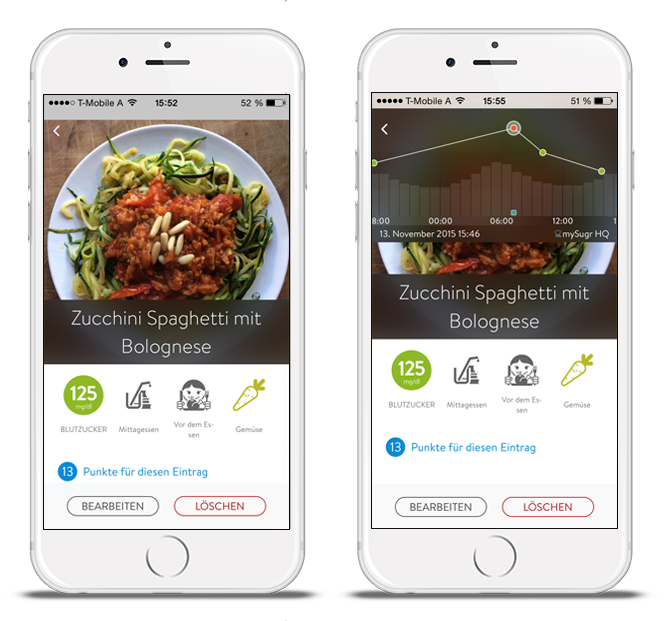 T-Mobile A 15:52 52 %
Zucchini Spaghetti mit
Bolognese
125
mg/dl
BLUTZUCKER
Mittagessen
Vor dem Es-
sen
Gemüse
13 Punkte für diesen Eintrag
BEARBEITEN
LÖSCHEN
T-Mobile A 15:55 51 %
8:00 00:00 06:00 12:00 1
13. November 2015 15:46 mySugr HQ
Zucchini Spaghetti mit
Bolognese
125
mg/dl
BLUTZUCKER
Mittagessen
Vor dem Es-
sen
Gemüse
13 Punkte für diesen Eintrag
BEARBEITEN
LÖSCHEN